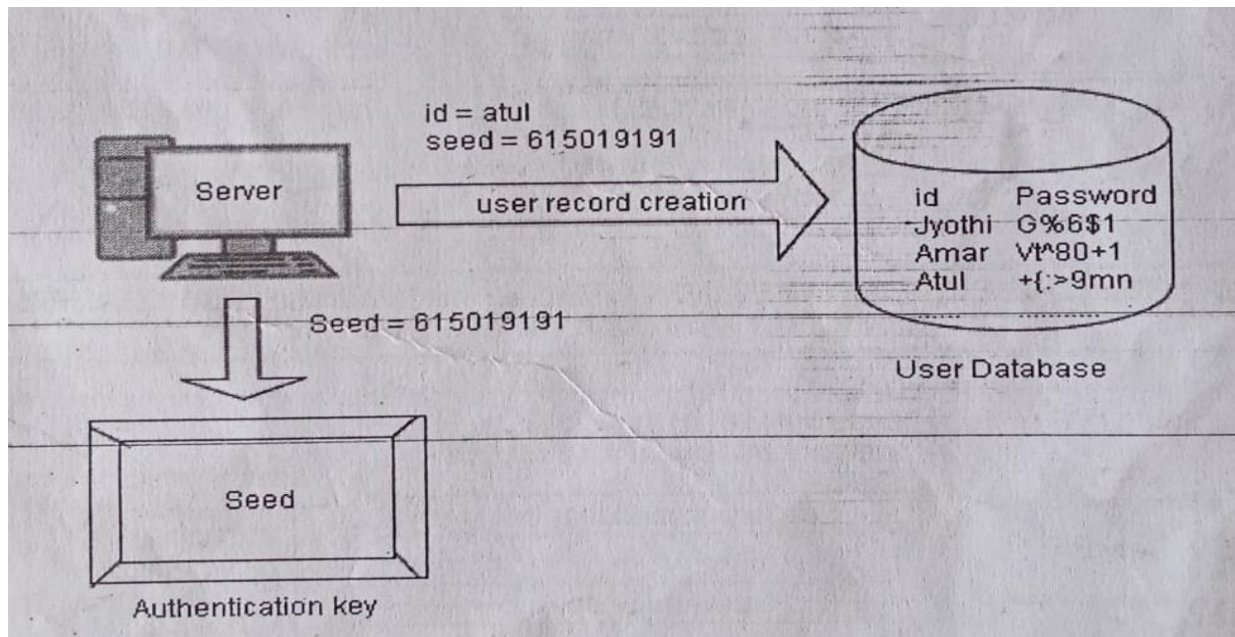 id = atul
seed = 615019191
Server
user record creation
id Password
Jyothi G%6$1
Amar Vt^80+1
Atul +{:>9mn
Seed = 615019191
User Database
Seed
Authentication key